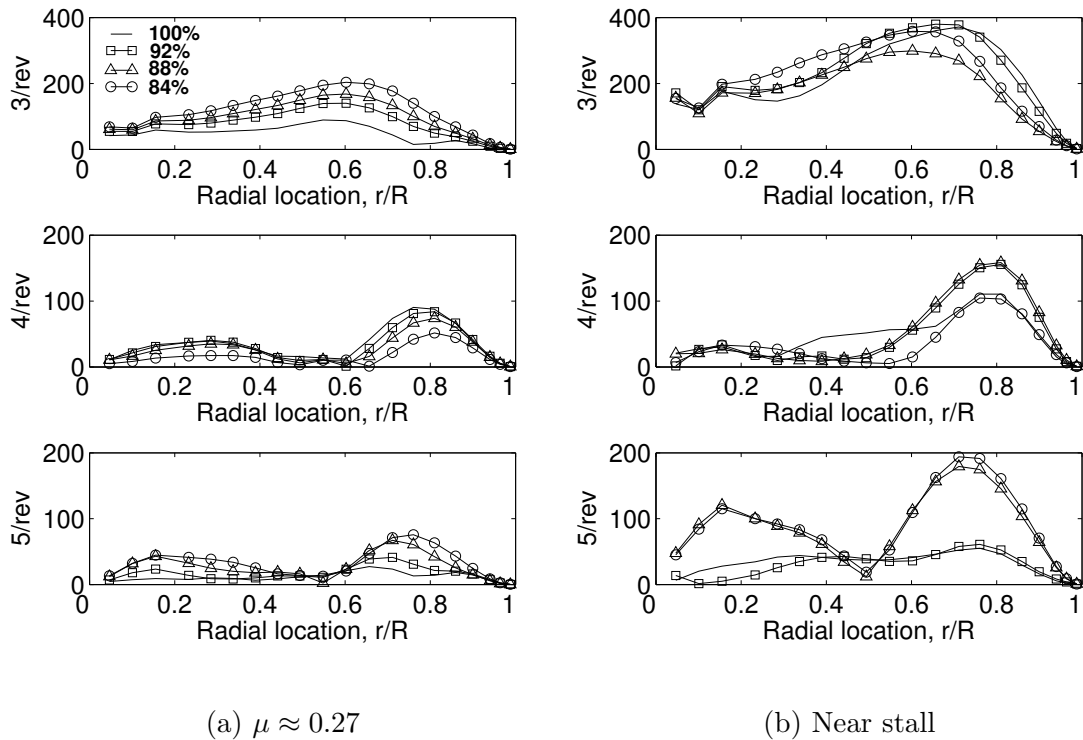 400
200
0
3/rev
100%
92%
88%
84%
0 0.2 0.4 0.6 0.8 1
Radial location, r/R
200
100
0
4/rev
0 0.2 0.4 0.6 0.8 1
Radial location, r/R
200
100
0
5/rev
0 0.2 0.4 0.6 0.8 1
Radial location, r/R
(a) μ ≈ 0.27
400
200
0
3/rev
0 0.2 0.4 0.6 0.8 1
Radial location, r/R
200
100
0
4/rev
0 0.2 0.4 0.6 0.8 1
Radial location, r/R
200
100
0
5/rev
0 0.2 0.4 0.6 0.8 1
Radial location, r/R
(b) Near stall